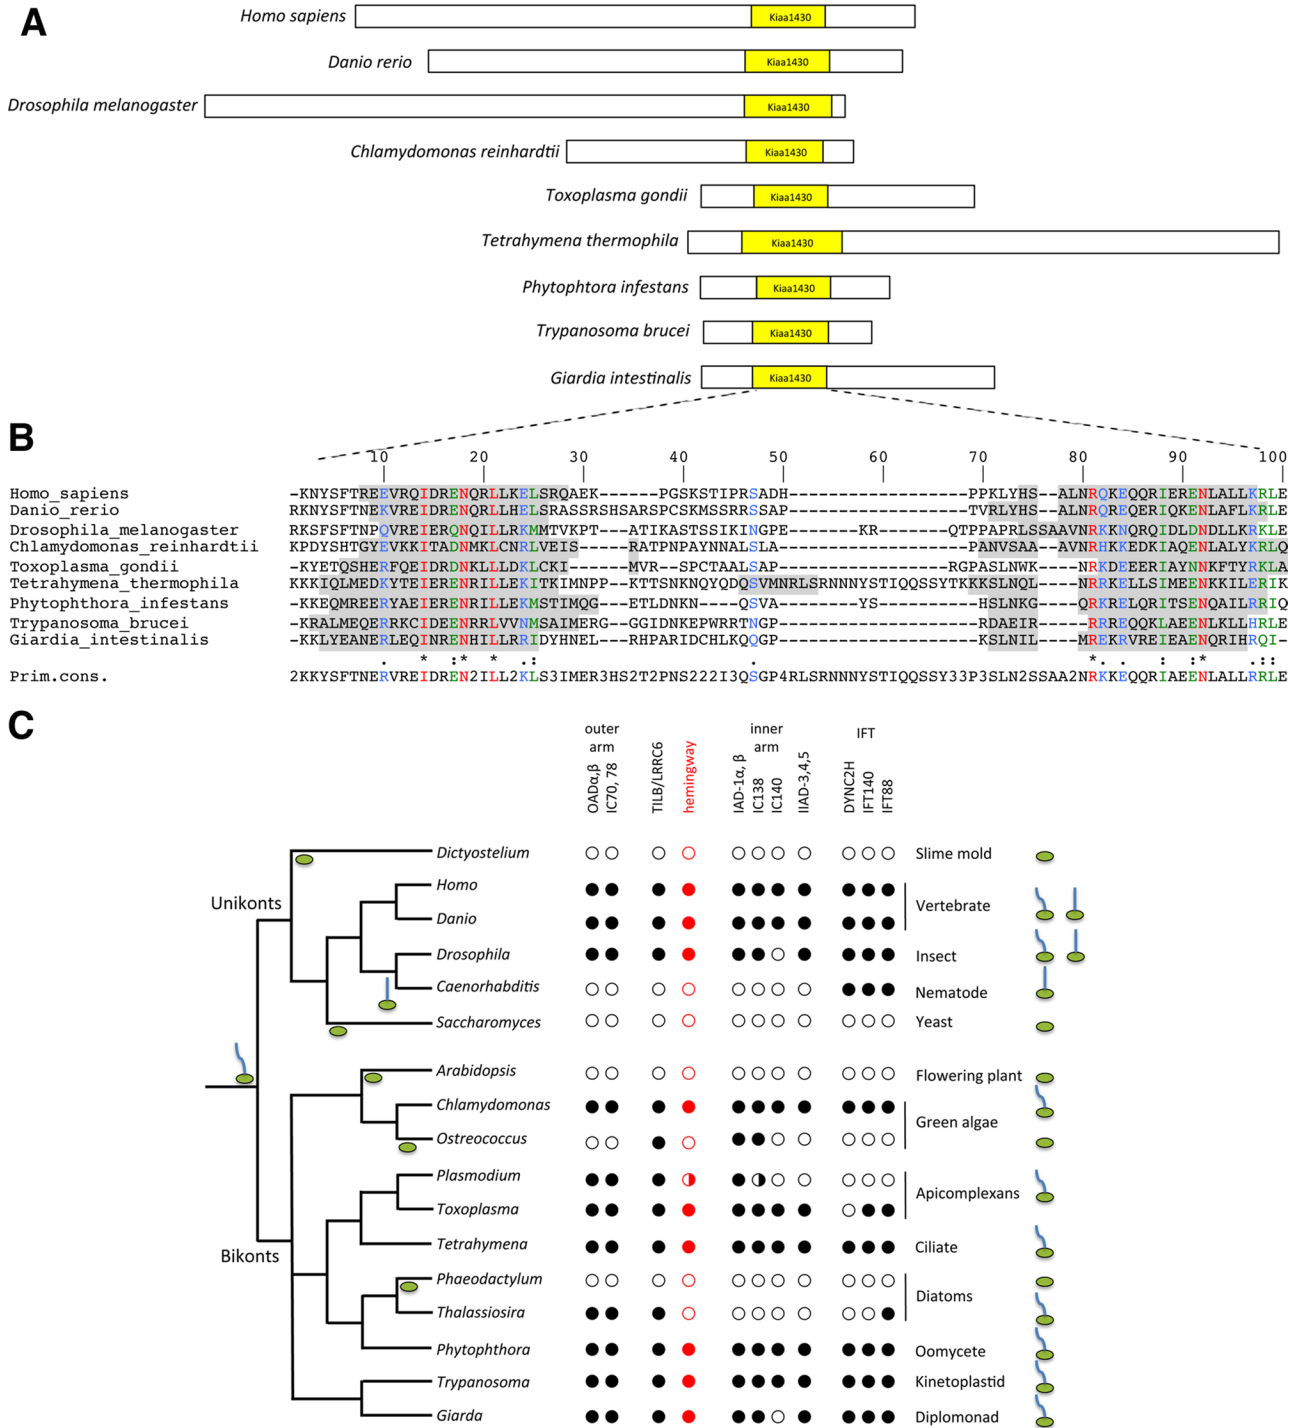 A
Homo sapiens Kiaa1430
Danio rerio Kiaa1430
Drosophila melanogaster Kiaa1430
Chlamydomonas reinhardtii Kiaa1430
Toxoplasma gondii Kiaa1430
Tetrahymena thermophila Kiaa1430
Phytophtora infestans Kiaa1430
Trypanosoma brucei Kiaa1430
Giardia intestinalis Kiaa1430
B
10 20 30 40 50 60 70 80 90 100
Homo_sapiens -KNYSFTREEVRQIDRENQRLLKELSRQAEK------PGSKSTIPRSADH------------------PPKLYHS--ALNRQKEQQRIERENLALLKRLE
Danio_rerio RKNYSFTNEKVREIDRENQRLLHELSRASSRSHSARSPCSKMSSRRSSAP------------------TVRLYHS--ALNREREQQRIQRENLAFLKRLE
Drosophila_melanogaster RKSFSFTNPQVREIERQNQILLRKMMTVKPT---ATIKASTSSIKINGPE--------KR-------QTPPAPRLSSAAVNRKKNQRQIDLDNDLLKRKLE
Chlamydomonas_reinhardtii KPDYSHTGYEVKKITADNMKLCNRLVEIS-----RATPNPAYNNALSLA--------------------PANVSAA--AVNRHKKEDKIAQENLALYKRLQ
Toxoplasma_gondii -KYETQSHERFQEIDRDNKLLLDKLCKI------MVR--SPCTAALSAP-------------------RGPASLNWK----NRKDEEERIAYNNKFTYRKLA
Tetrahymena_thermophila KKKIQLMEDKYTEIERENRILLEKITKIMNPP--KTTSNKNQYQDQSVMNRLSRNNNYSTIQQSSYTKKKSLNQL----NRRKELLSIMEENKKILERIK
Phytophthora_infestans -KKEQMREERYAEIERENRILLEKMSTIMQG---ETLDNKN----QSVA--------YS-----------HSLNKG----QRKRELQRITSENQAILRRIQ
Trypanosoma_brucei -KRALMEQERRKCIDEENRRLVVNMSAIMERG--GGIDNKEPWRRTNGP---------------------RDAEIR-----RRREQQRIEAENLKMLKRLQ
Giardia_intestinalis -KKLYEANERLEQINRENHILLRRIDYHNEL---RHPARIDCHLKQQGP---------------------KSLNIL----MRREKRVREIEAENQRIHRQI-
. * :* * .: . *. . : :* .::
Prim.cons. 2KKYSFTNERVREIDREN2ILL2KLS3IMER3HS2T2PNS222I3QSGP4RLSRNNNYSTIQQSSY33P3SLN2SSAA2NRKKEQQRIAEENLALLRRLE
C
outer arm inner arm IFT
OADα,β IC70, 78 TILB/LRRC6 hemingway IAD-1α, β IC138 IC140 IIAD-3,4,5 DYNC2H IFT140 IFT88
Dictyostelium Slime mold
Unikonts
Homo
Vertebrate
Danio
Drosophila Insect
Caenorhabditis Nematode
Saccharomyces Yeast
Arabidopsis Flowering plant
Chlamydomonas
Green algae
Ostreococcus
Plasmodium
Apicomplexans
Toxoplasma
Bikonts
Tetrahymena Ciliate
Phaeodactylum
Diatoms
Thalassiosira
Phytophthora Oomycete
Trypanosoma Kinetoplastid
Giarda Diplomonad